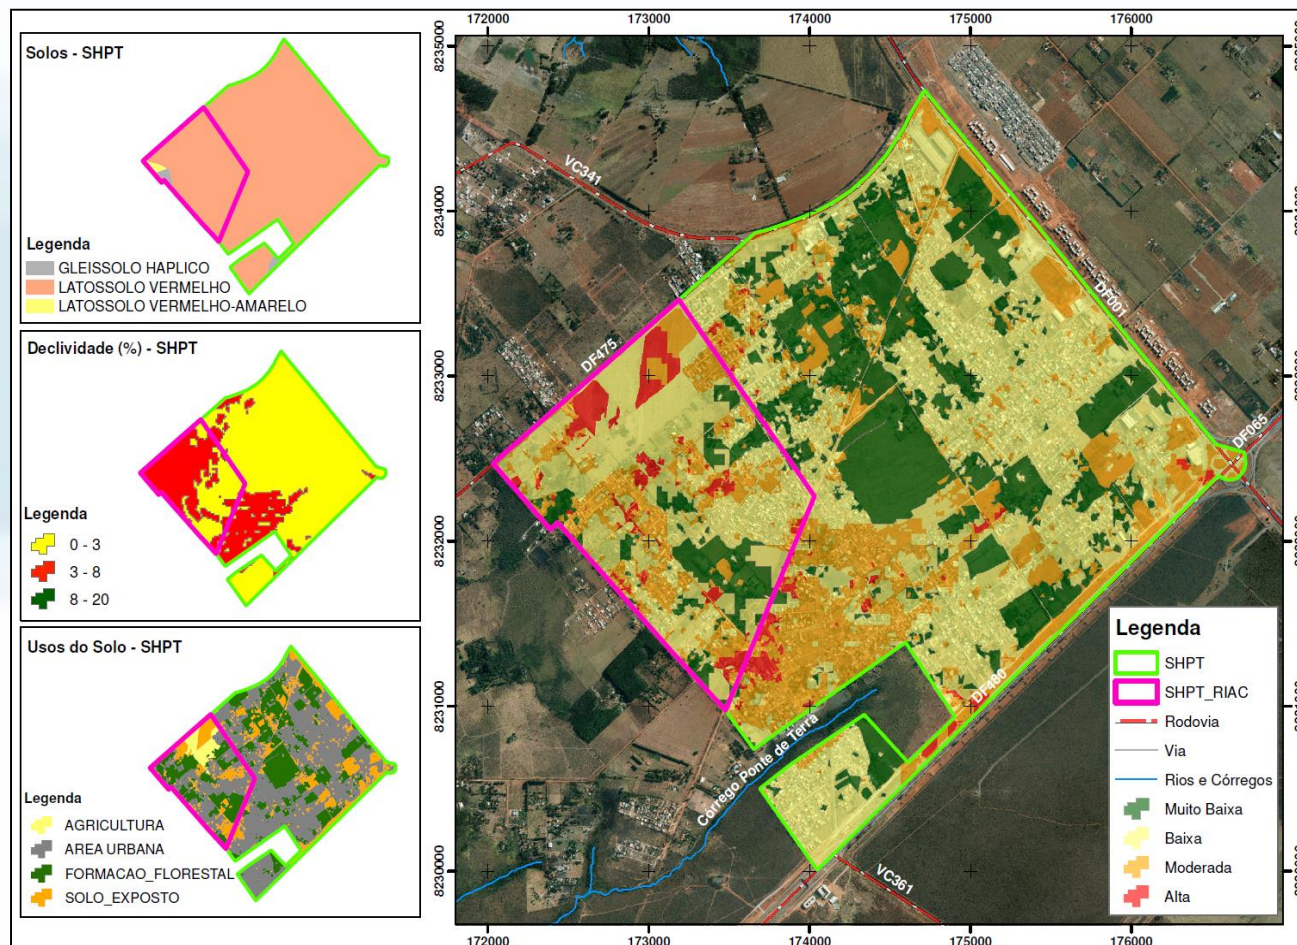 Solos - SHPT
Legenda
GLEISSOLO HAPLICO
LATOSSOLO VERMELHO
LATOSSOLO VERMELHO-AMARELO
Declividade (%) - SHPT
Legenda
0 - 3
3 - 8
8 - 20
Usos do Solo - SHPT
Legenda
AGRICULTURA
AREA URBANA
FORMACAO_FLORESTAL
SOLO_EXPOSTO
172000 173000 174000 175000 176000
8235000
8234000
8233000
8232000
8231000
8230000
VC341
DF475
DF001
DF065
DF480
Córrego Ponte de Terra
VC361
Legenda
SHPT
SHPT_RIAC
Rodovia
Via
Rios e Córregos
Muito Baixa
Baixa
Moderada
Alta
172000 173000 174000 175000 176000